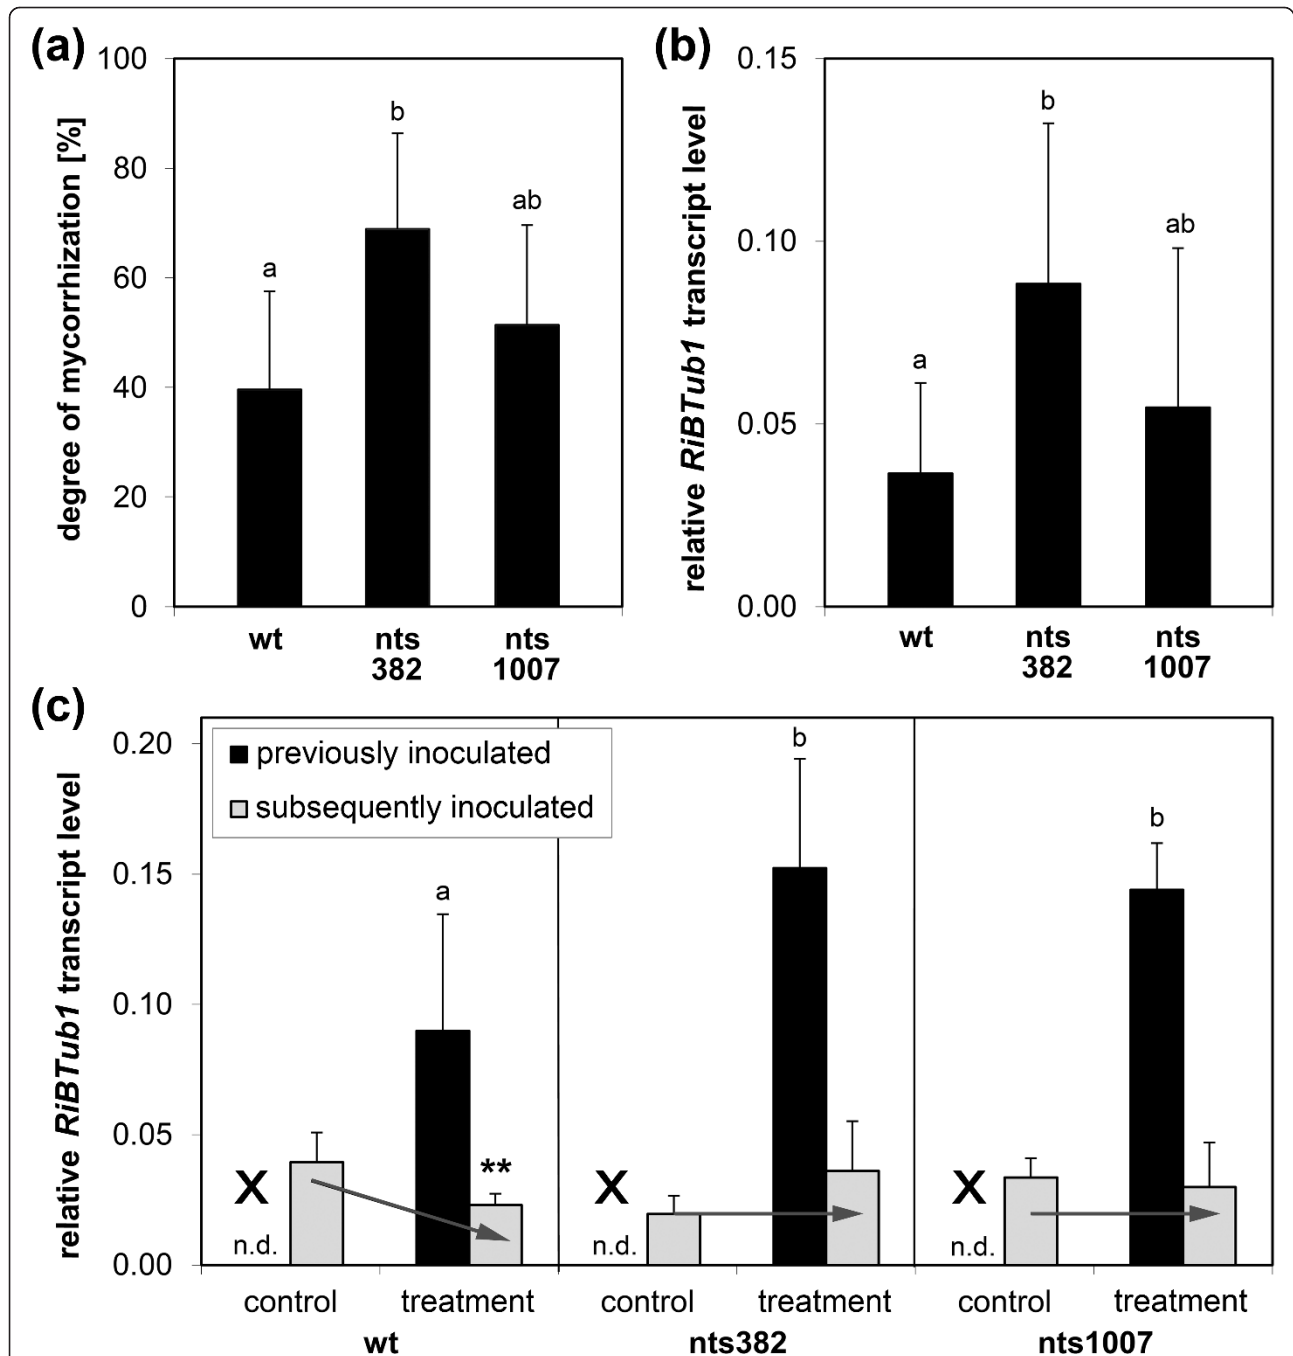 (a)
degree of mycorrhization [%]
100
80
60
40
20
0
a
b
ab
wt
nts
382
nts
1007
(b)
relative RiBTub1 transcript level
0.15
0.10
0.05
0.00
a
b
ab
wt
nts
382
nts
1007
(c)
relative RiBTub1 transcript level
0.20
0.15
0.10
0.05
0.00
previously inoculated
subsequently inoculated
a
b
b
**
X
X
X
n.d.
n.d.
n.d.
control treatment control treatment control treatment
wt nts382 nts1007